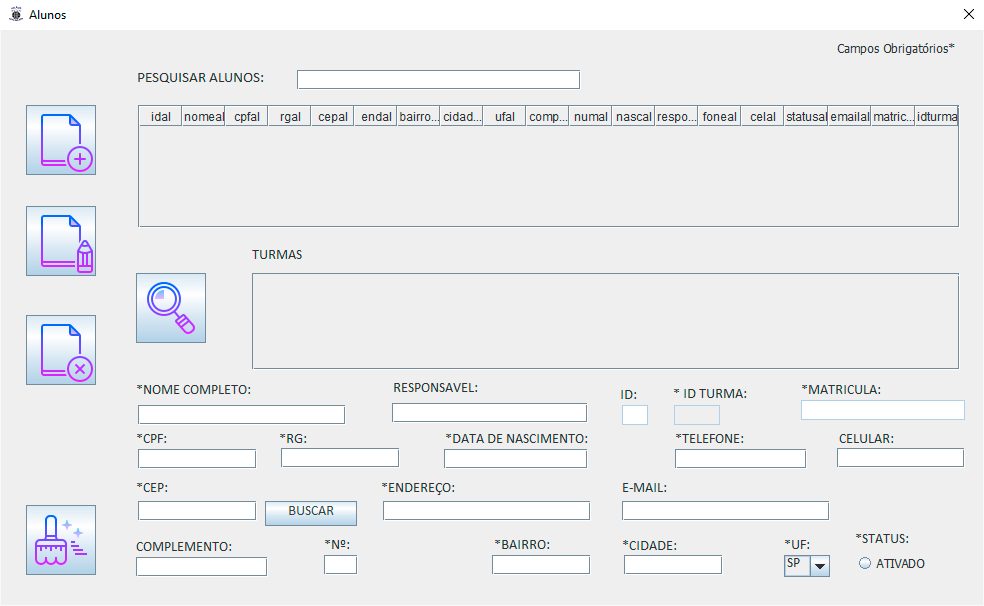 Alunos
Campos Obrigatórios*
PESQUISAR ALUNOS:
idal nomeal cpfal rgal cepal endal bairro... cidad... ufal comp... numal nascal respo... foneal celal statusal emailal matric... idturma
TURMAS
*NOME COMPLETO: RESPONSAVEL: ID: * ID TURMA: *MATRICULA:
*CPF: *RG: *DATA DE NASCIMENTO: *TELEFONE: CELULAR:
*CEP: *ENDEREÇO: E-MAIL:
BUSCAR
COMPLEMENTO: *Nº: *BAIRRO: *CIDADE: *UF: *STATUS:
SP ATIVADO